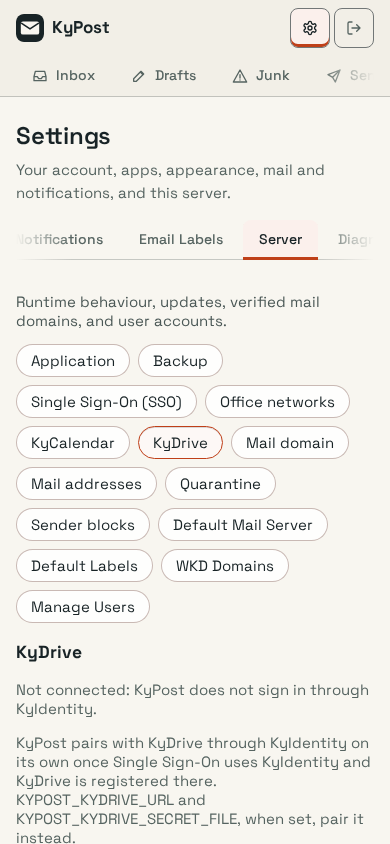 KyPost
Inbox Drafts Junk
Settings
Your account, apps, appearance, mail and
notifications, and this server.
Notifications Email Labels Server
Runtime behaviour, updates, verified mail
domains, and user accounts.
Application Backup
Single Sign-On (SSO) Office networks
KyCalendar KyDrive Mail domain
Mail addresses Quarantine
Sender blocks Default Mail Server
Default Labels WKD Domains
Manage Users
KyDrive
Not connected: KyPost does not sign in through
KyIdentity.
KyPost pairs with KyDrive through KyIdentity on
its own once Single Sign-On uses KyIdentity and
KyDrive is registered there.
KYPOST_KYDRIVE_URL and
KYPOST_KYDRIVE_SECRET_FILE, when set, pair it
instead.